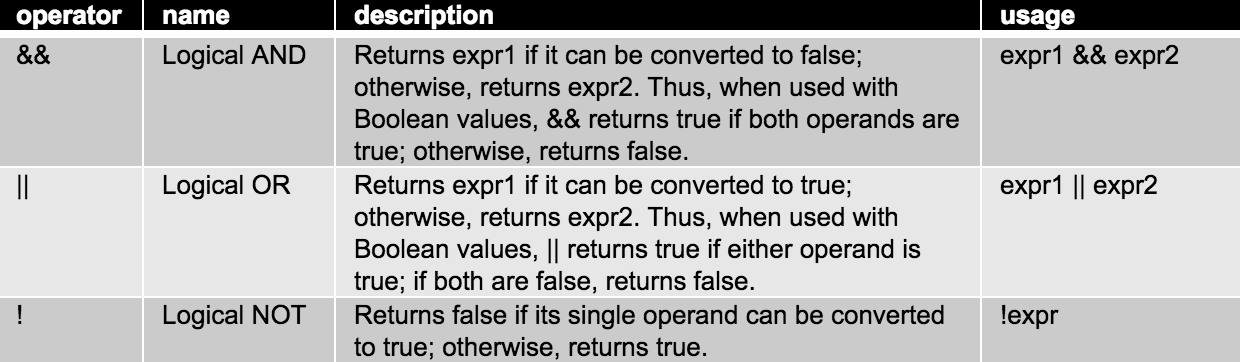 operator name description usage
&& Logical AND Returns expr1 if it can be converted to false; expr1 && expr2
otherwise, returns expr2. Thus, when used with
Boolean values, && returns true if both operands are
true; otherwise, returns false.
|| Logical OR Returns expr1 if it can be converted to true; expr1 || expr2
otherwise, returns expr2. Thus, when used with
Boolean values, || returns true if either operand is
true; if both are false, returns false.
! Logical NOT Returns false if its single operand can be converted !expr
to true; otherwise, returns true.